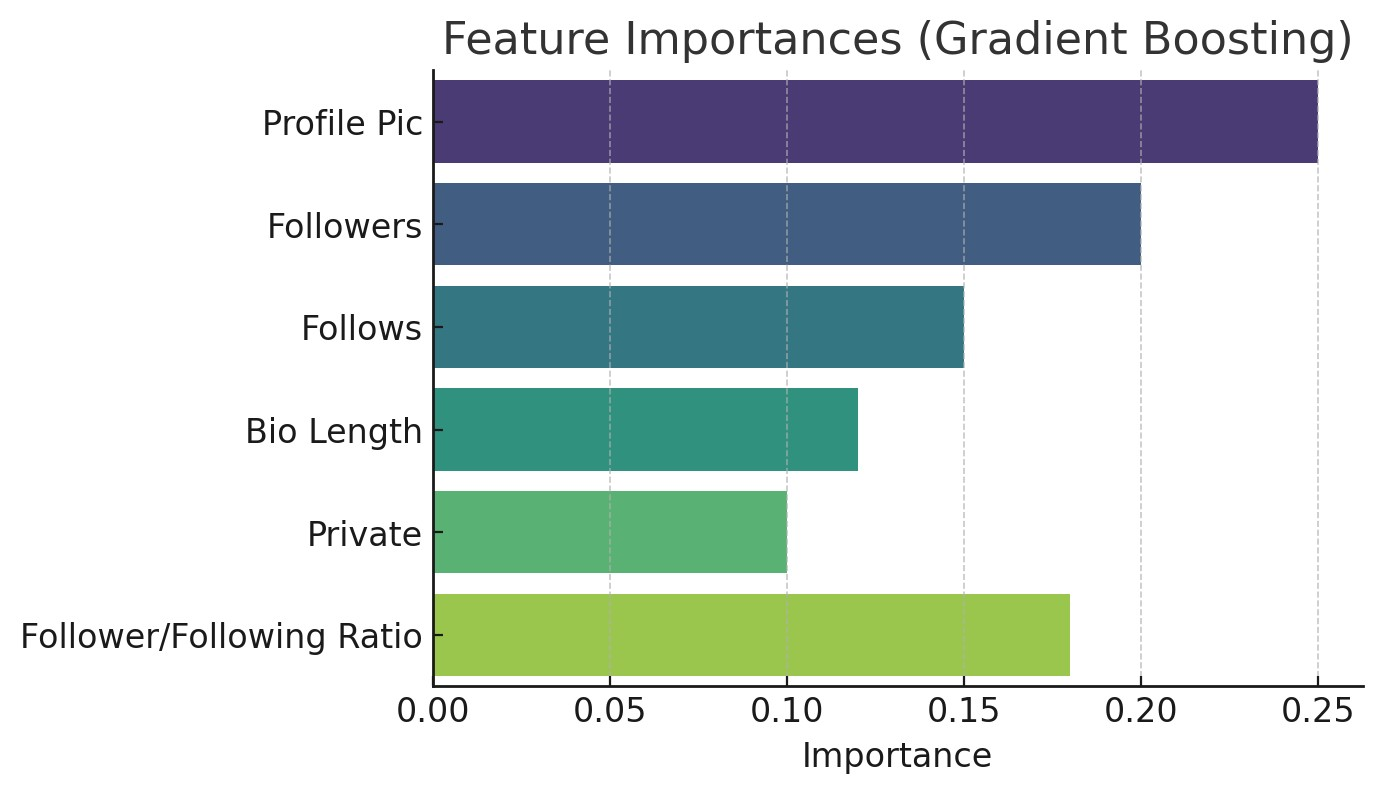 Feature Importances (Gradient Boosting)
Profile Pic
Followers
Follows
Bio Length
Private
Follower/Following Ratio
0.00 0.05 0.10 0.15 0.20 0.25
Importance